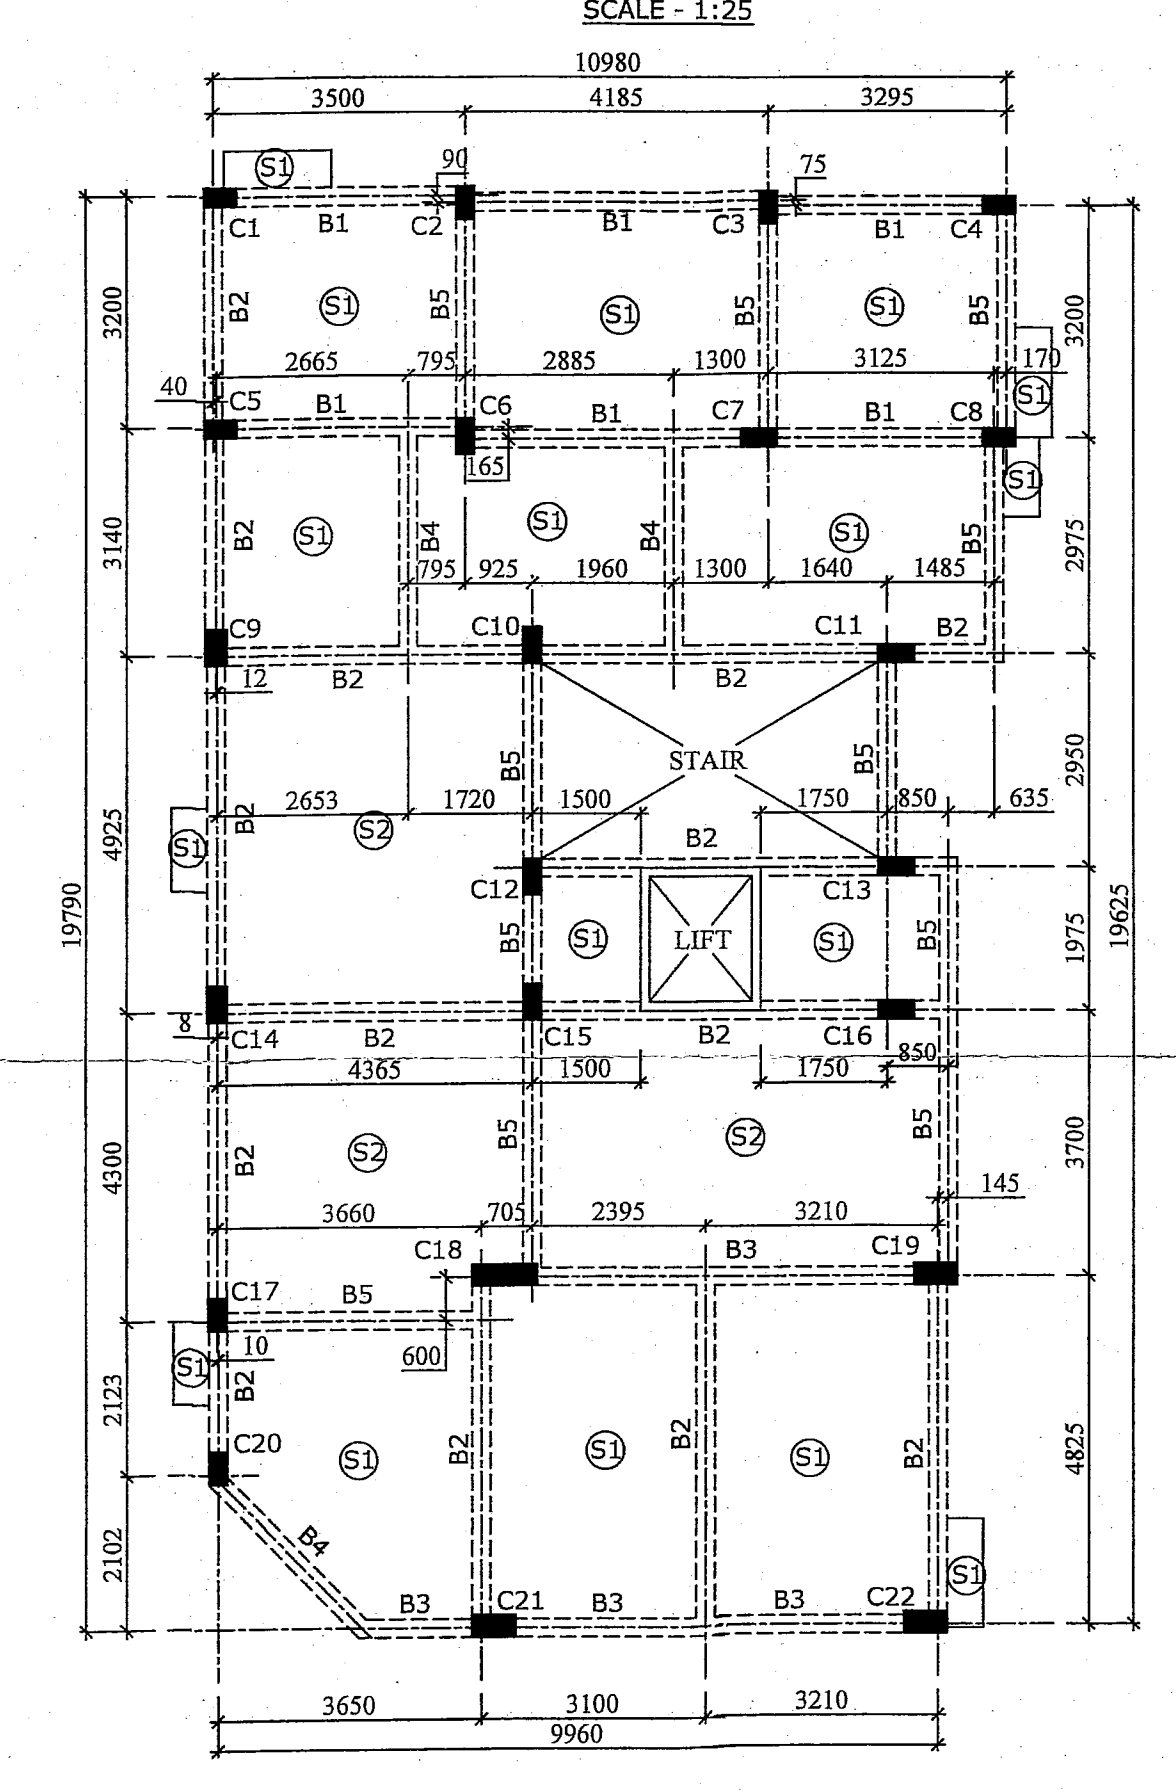 SCALE - 1:25
10980
3500 4185 3295
S1 90 75
C1 B1 C2 B1 C3 B1 C4
3200 B2 S1 B5 S1 B5 S1 B5 3200
2665 795 2885 1300 3125 170
40 C5 B1 C6 B1 C7 B1 C8 S1
165 S1
3140 B2 S1 B4 S1 B4 S1 B5 2975
795 925 1960 1300 1640 1485
C9 C10 C11 B2
12 B2 B2
STAIR
B5 B5 2950
2653 1720 1500 1750 850 635
4925 S1 B2 S2 B2
C12 C13
19790 B5 S1 LIFT S1 B5 1975 19625
8 C14 B2 C15 B2 C16
4365 1500 1750 850
4300 B2 S2 B5 S2 B5 3700
145
3660 705 2395 3210
C18 B3 C19
C17 B5
10 600
S1 B2
2123 C20 S1 B2 S1 B2 S1 B2 4825
2102 B4 S1
B3 C21 B3 B3 C22
3650 3100 3210
9960